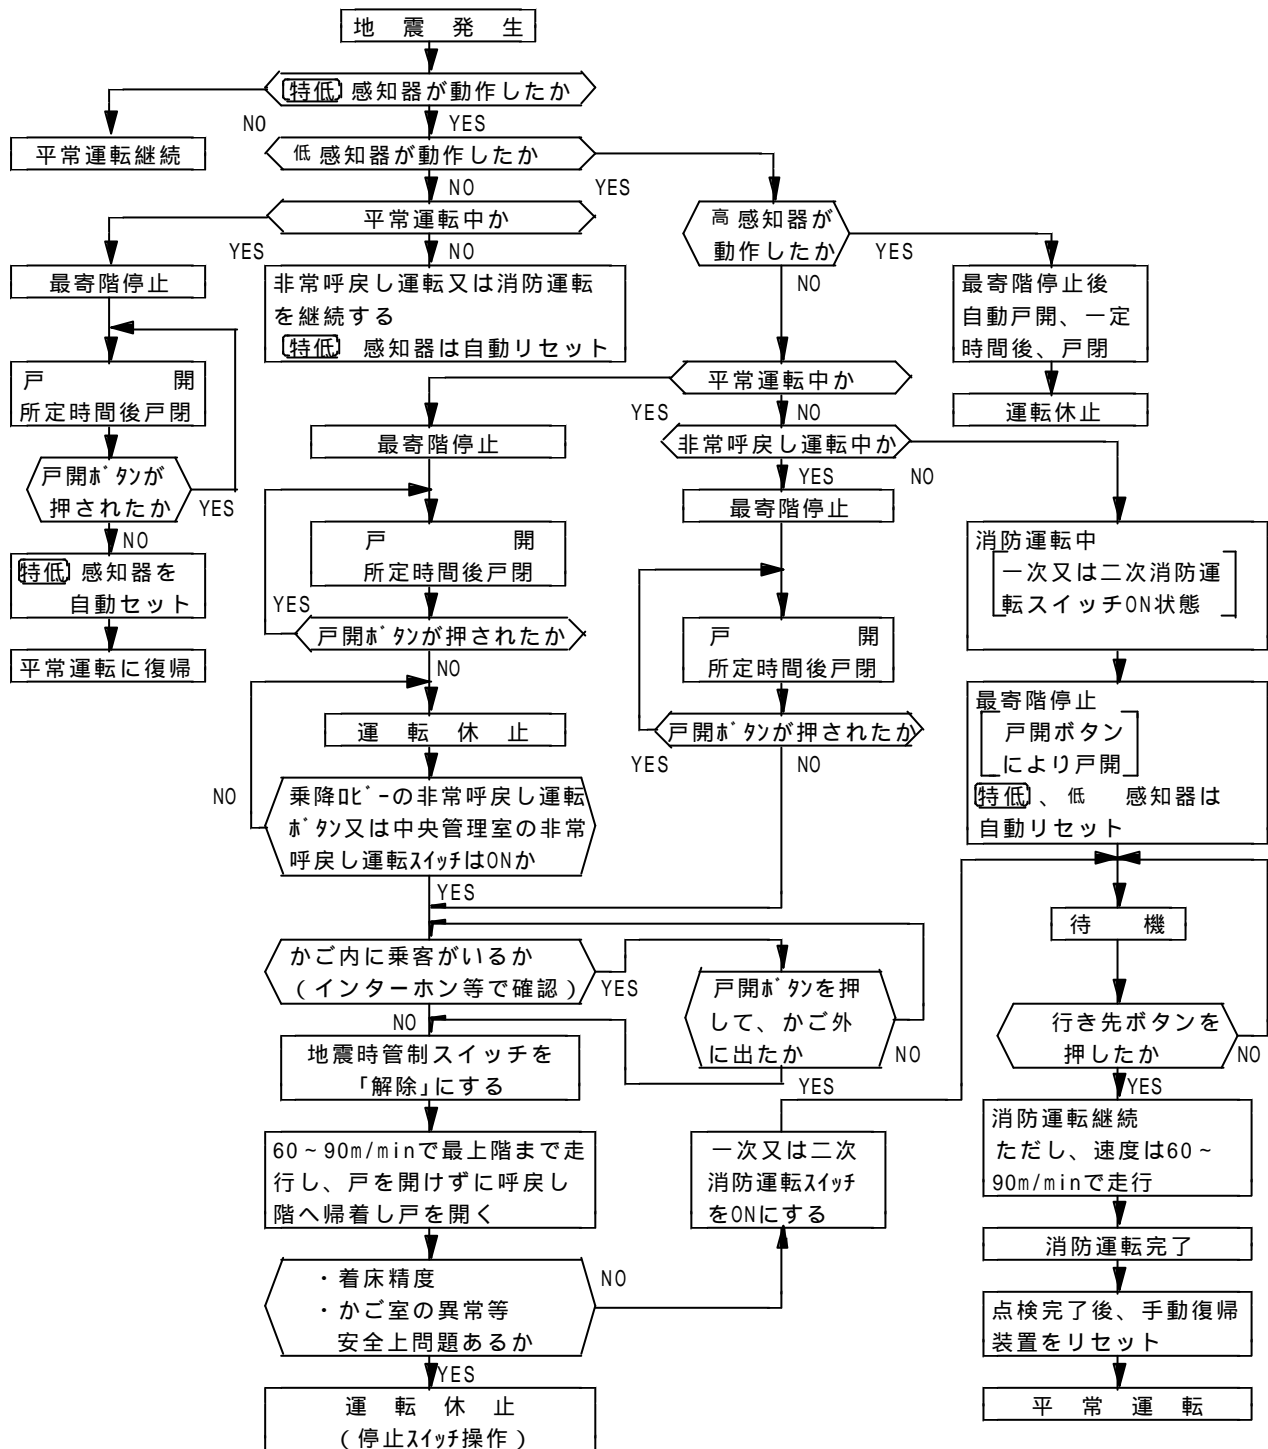 地震発生
特低 感知器が動作したか
NO
YES
平常運転継続
低 感知器が動作したか
NO
YES
平常運転中か
YES
NO
高 感知器が
動作したか
YES
NO
最寄階停止
非常呼戻し運転又は消防運転
を継続する
特低 感知器は自動リセット
最寄階停止後
自動戸開、一定
時間後、戸閉
運転休止
戸 開
所定時間後戸閉
戸開ボタンが
押されたか
YES
NO
特低 感知器を
自動セット
平常運転に復帰
平常運転中か
YES
NO
最寄階停止
非常呼戻し運転中か
YES
NO
戸 開
所定時間後戸閉
YES
戸開ボタンが押されたか
NO
運転休止
NO
乗降ロビーの非常呼戻し運転
ボタン又は中央管理室の非常
呼戻し運転スイッチはONか
YES
最寄階停止
戸 開
所定時間後戸閉
戸開ボタンが押されたか
YES
NO
消防運転中
一次又は二次消防運
転スイッチON状態
最寄階停止
戸開ボタン
により戸開
特低、低 感知器は
自動リセット
待機
行き先ボタンを
押したか
NO
YES
かご内に乗客がいるか
(インターホン等で確認)
YES
NO
戸開ボタンを押
して、かご外
に出たか
NO
YES
地震時管制スイッチを
「解除」にする
60~90m/minで最上階まで走
行し、戸を開けずに呼戻し
階へ帰着し戸を開く
一次又は二次
消防運転スイッチ
をONにする
・着床精度
・かご室の異常等
安全上問題あるか
NO
YES
運転休止
(停止スイッチ操作)
消防運転継続
ただし、速度は60~
90m/minで走行
消防運転完了
点検完了後、手動復帰
装置をリセット
平常運転